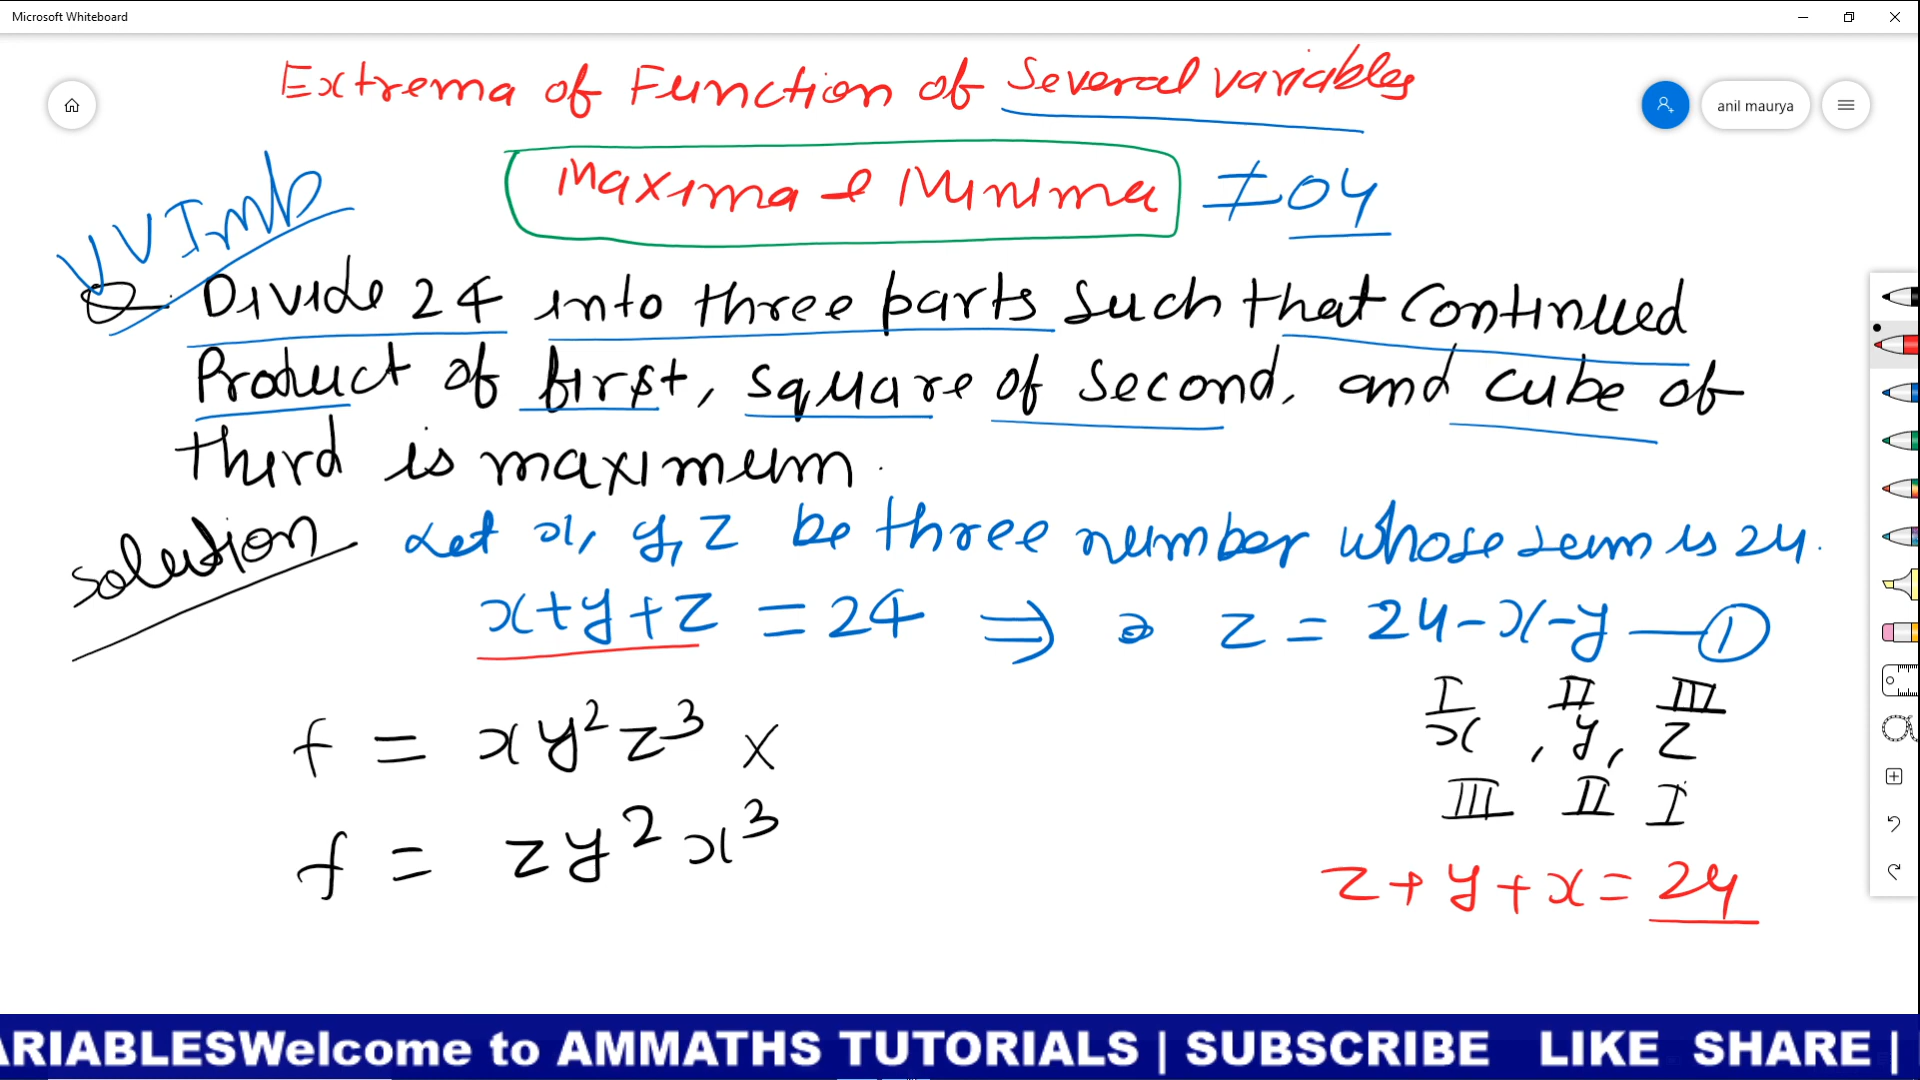 Microsoft Whiteboard
Extrema of Function of Several variables
anil maurya
Maxima & Minima #04
VVImp
Q. Divide 24 into three parts such that continued
Product of first, square of second, and cube of
third is maximum.
Solution Let x, y, z be three number whose sum is 24.
x+y+z = 24 ⇒ z = 24-x-y — ①
I II III
x , y, z
III II I
f = xy²z³ ×
f = zy²x³
z+y+x = 24
ARIABLESWelcome to AMMATHS TUTORIALS | SUBSCRIBE LIKE SHARE |